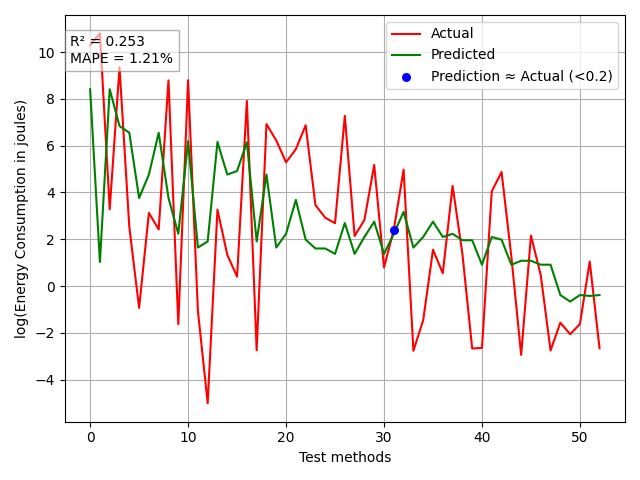 R² = 0.253
MAPE = 1.21%
Actual
Predicted
Prediction ≈ Actual (<0.2)
log(Energy Consumption in joules)
10
8
6
4
2
0
−2
−4
0 10 20 30 40 50
Test methods